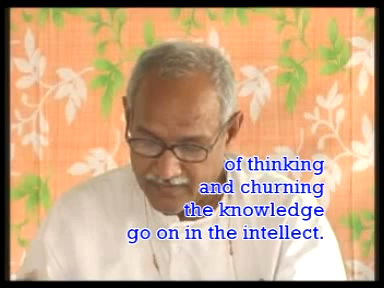 of thinking
and churning
the knowledge
go on in the intellect.